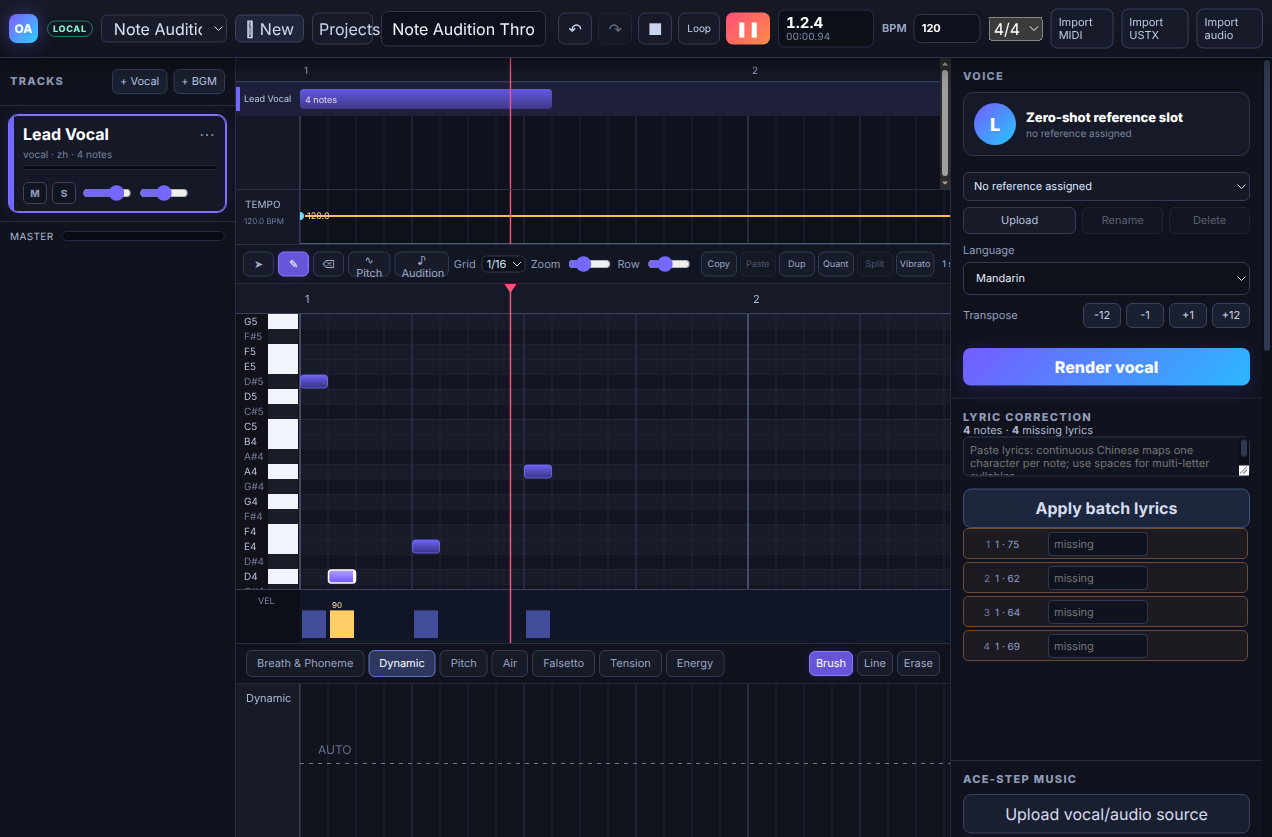 OA
LOCAL
Note Auditic
New
Projects
Note Audition Thro
Loop
1.2.4
00:00.94
BPM
120
4/4
Import
MIDI
Import
USTX
Import
audio
TRACKS
+ Vocal
+ BGM
Lead Vocal
vocal · zh · 4 notes
M
S
MASTER
1
2
Lead Vocal
4 notes
TEMPO
120.0 BPM
120.0
Pitch
Audition
Grid
1/16
Zoom
Row
Copy
Paste
Dup
Quant
Split
Vibrato
1
2
G5
F#5
F5
E5
D#5
D5
C#5
C5
B4
A#4
A4
G#4
G4
F#4
F4
E4
D#4
D4
VEL
90
Breath & Phoneme
Dynamic
Pitch
Air
Falsetto
Tension
Energy
Brush
Line
Erase
Dynamic
AUTO
VOICE
L
Zero-shot reference slot
no reference assigned
No reference assigned
Upload
Rename
Delete
Language
Mandarin
Transpose
-12
-1
+1
+12
Render vocal
LYRIC CORRECTION
4 notes · 4 missing lyrics
Paste lyrics: continuous Chinese maps one
character per note; use spaces for multi-letter
Apply batch lyrics
1 1 · 75 missing
2 1 · 62 missing
3 1 · 64 missing
4 1 · 69 missing
ACE-STEP MUSIC
Upload vocal/audio source